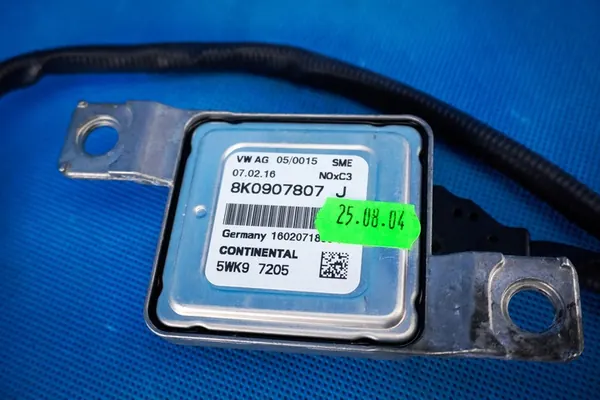 VW AG 05/0015 SME
07.02.16 NOxC3
8K0907807 J
25.08.04
Germany
CONTINENTAL
5WK9 7205